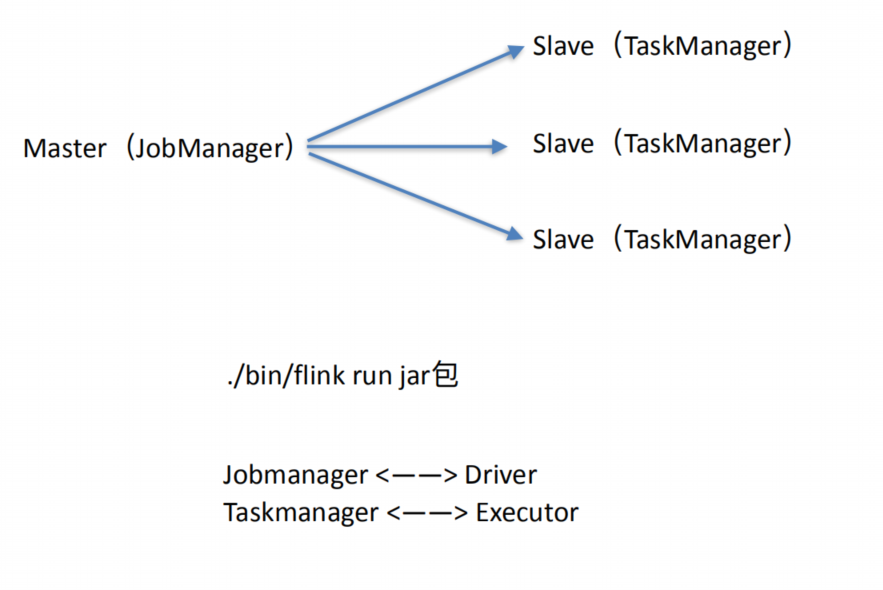 Slave（TaskManager）
Master（JobManager）
Slave（TaskManager）
Slave（TaskManager）
./bin/flink run jar包
Jobmanager <——> Driver
Taskmanager <——> Executor